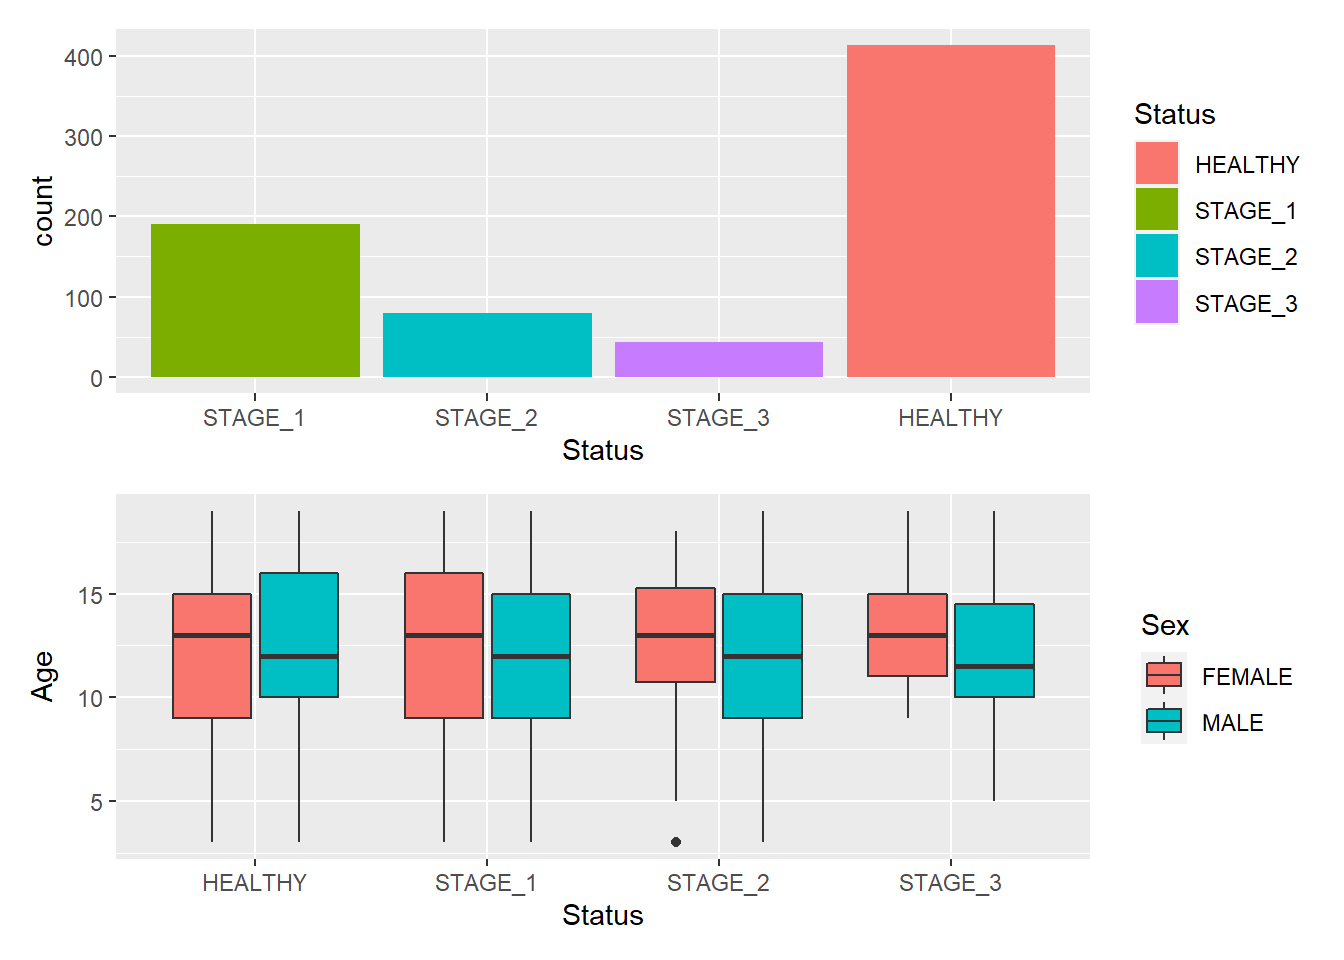 400
300
200
100
0
count
STAGE_1 STAGE_2 STAGE_3 HEALTHY
Status
Status
HEALTHY
STAGE_1
STAGE_2
STAGE_3
15
10
5
Age
HEALTHY STAGE_1 STAGE_2 STAGE_3
Status
Sex
FEMALE
MALE